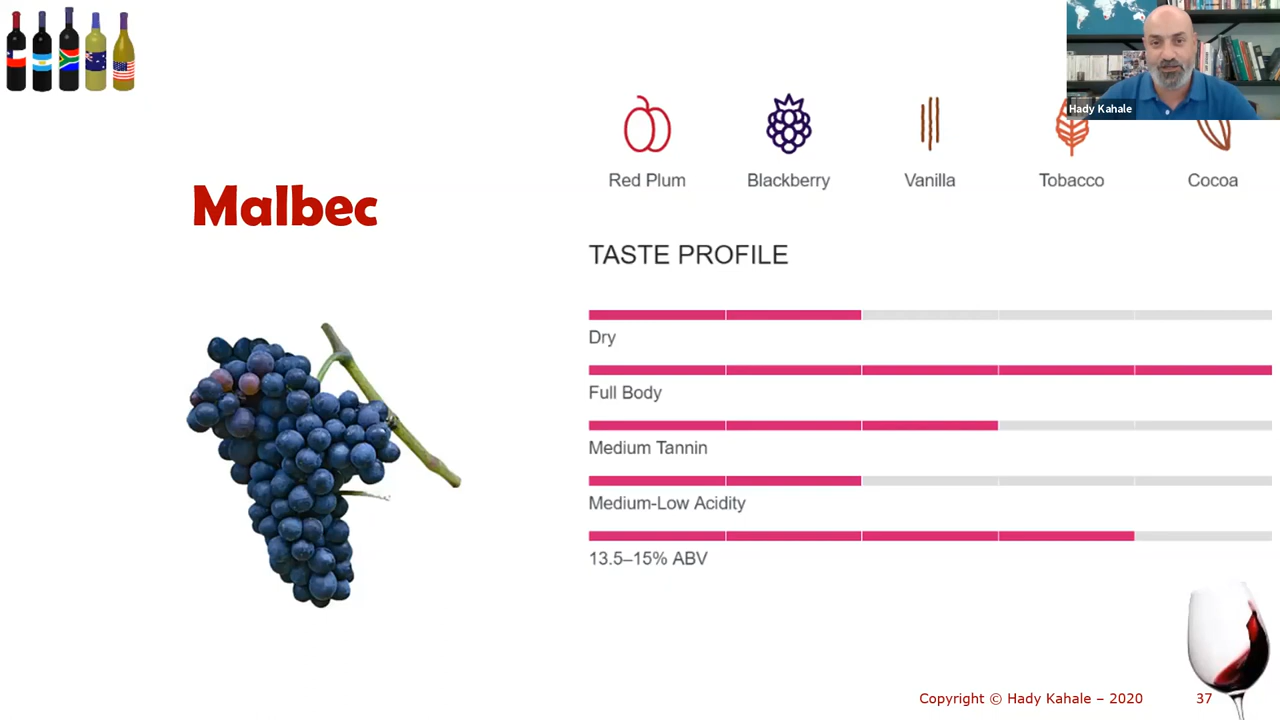 Hady Kahale
Red Plum
Blackberry
Vanilla
Tobacco
Cocoa
Malbec
TASTE PROFILE
Dry
Full Body
Medium Tannin
Medium-Low Acidity
13.5–15% ABV
Copyright © Hady Kahale – 2020
37